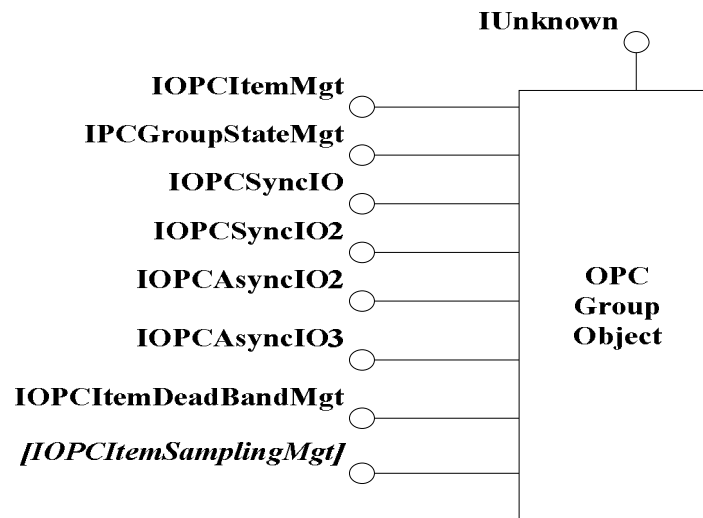 IUnknown
IOPCItemMgt
IPCGroupStateMgt
IOPCSyncIO
IOPCSyncIO2
IOPCAsyncIO2
IOPCAsyncIO3
IOPCItemDeadBandMgt
[IOPCItemSamplingMgt]
OPC
Group
Object